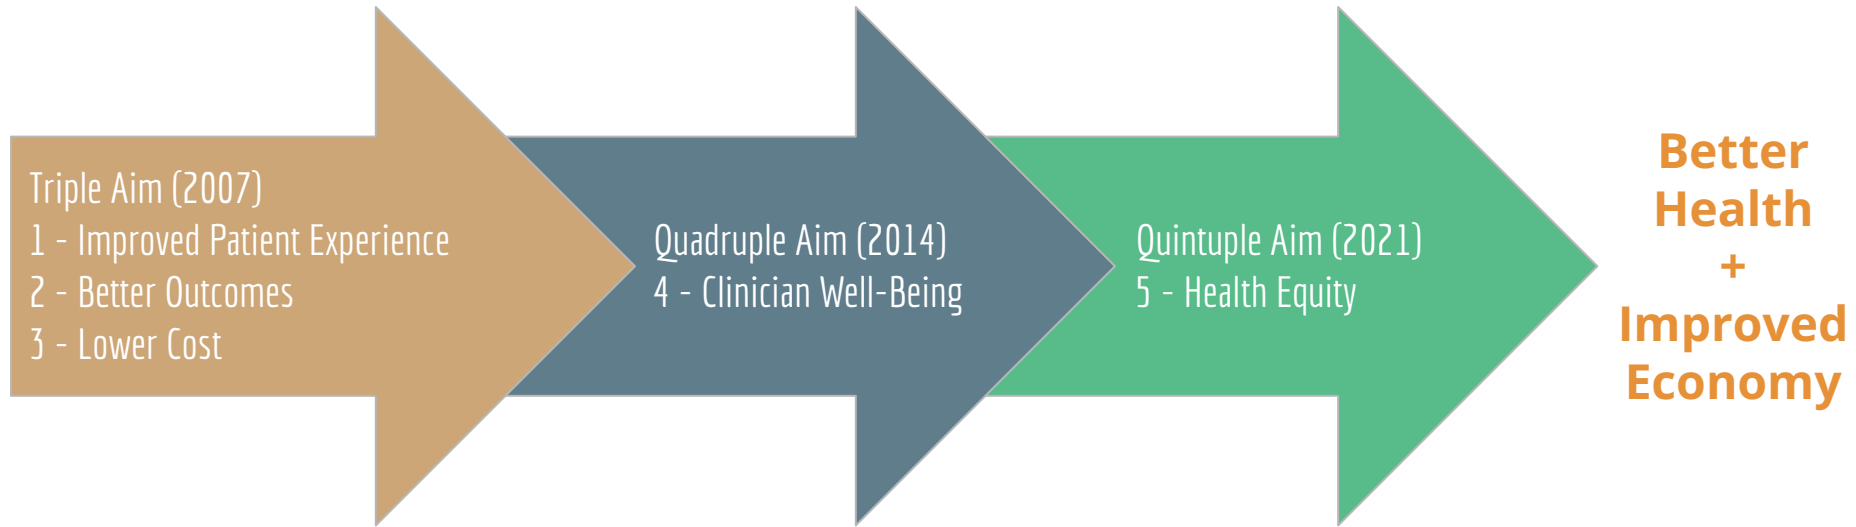 Triple Aim (2007)
1 - Improved Patient Experience
2 - Better Outcomes
3 - Lower Cost
Quadruple Aim (2014)
4 - Clinician Well-Being
Quintuple Aim (2021)
5 - Health Equity
Better
Health
+
Improved
Economy